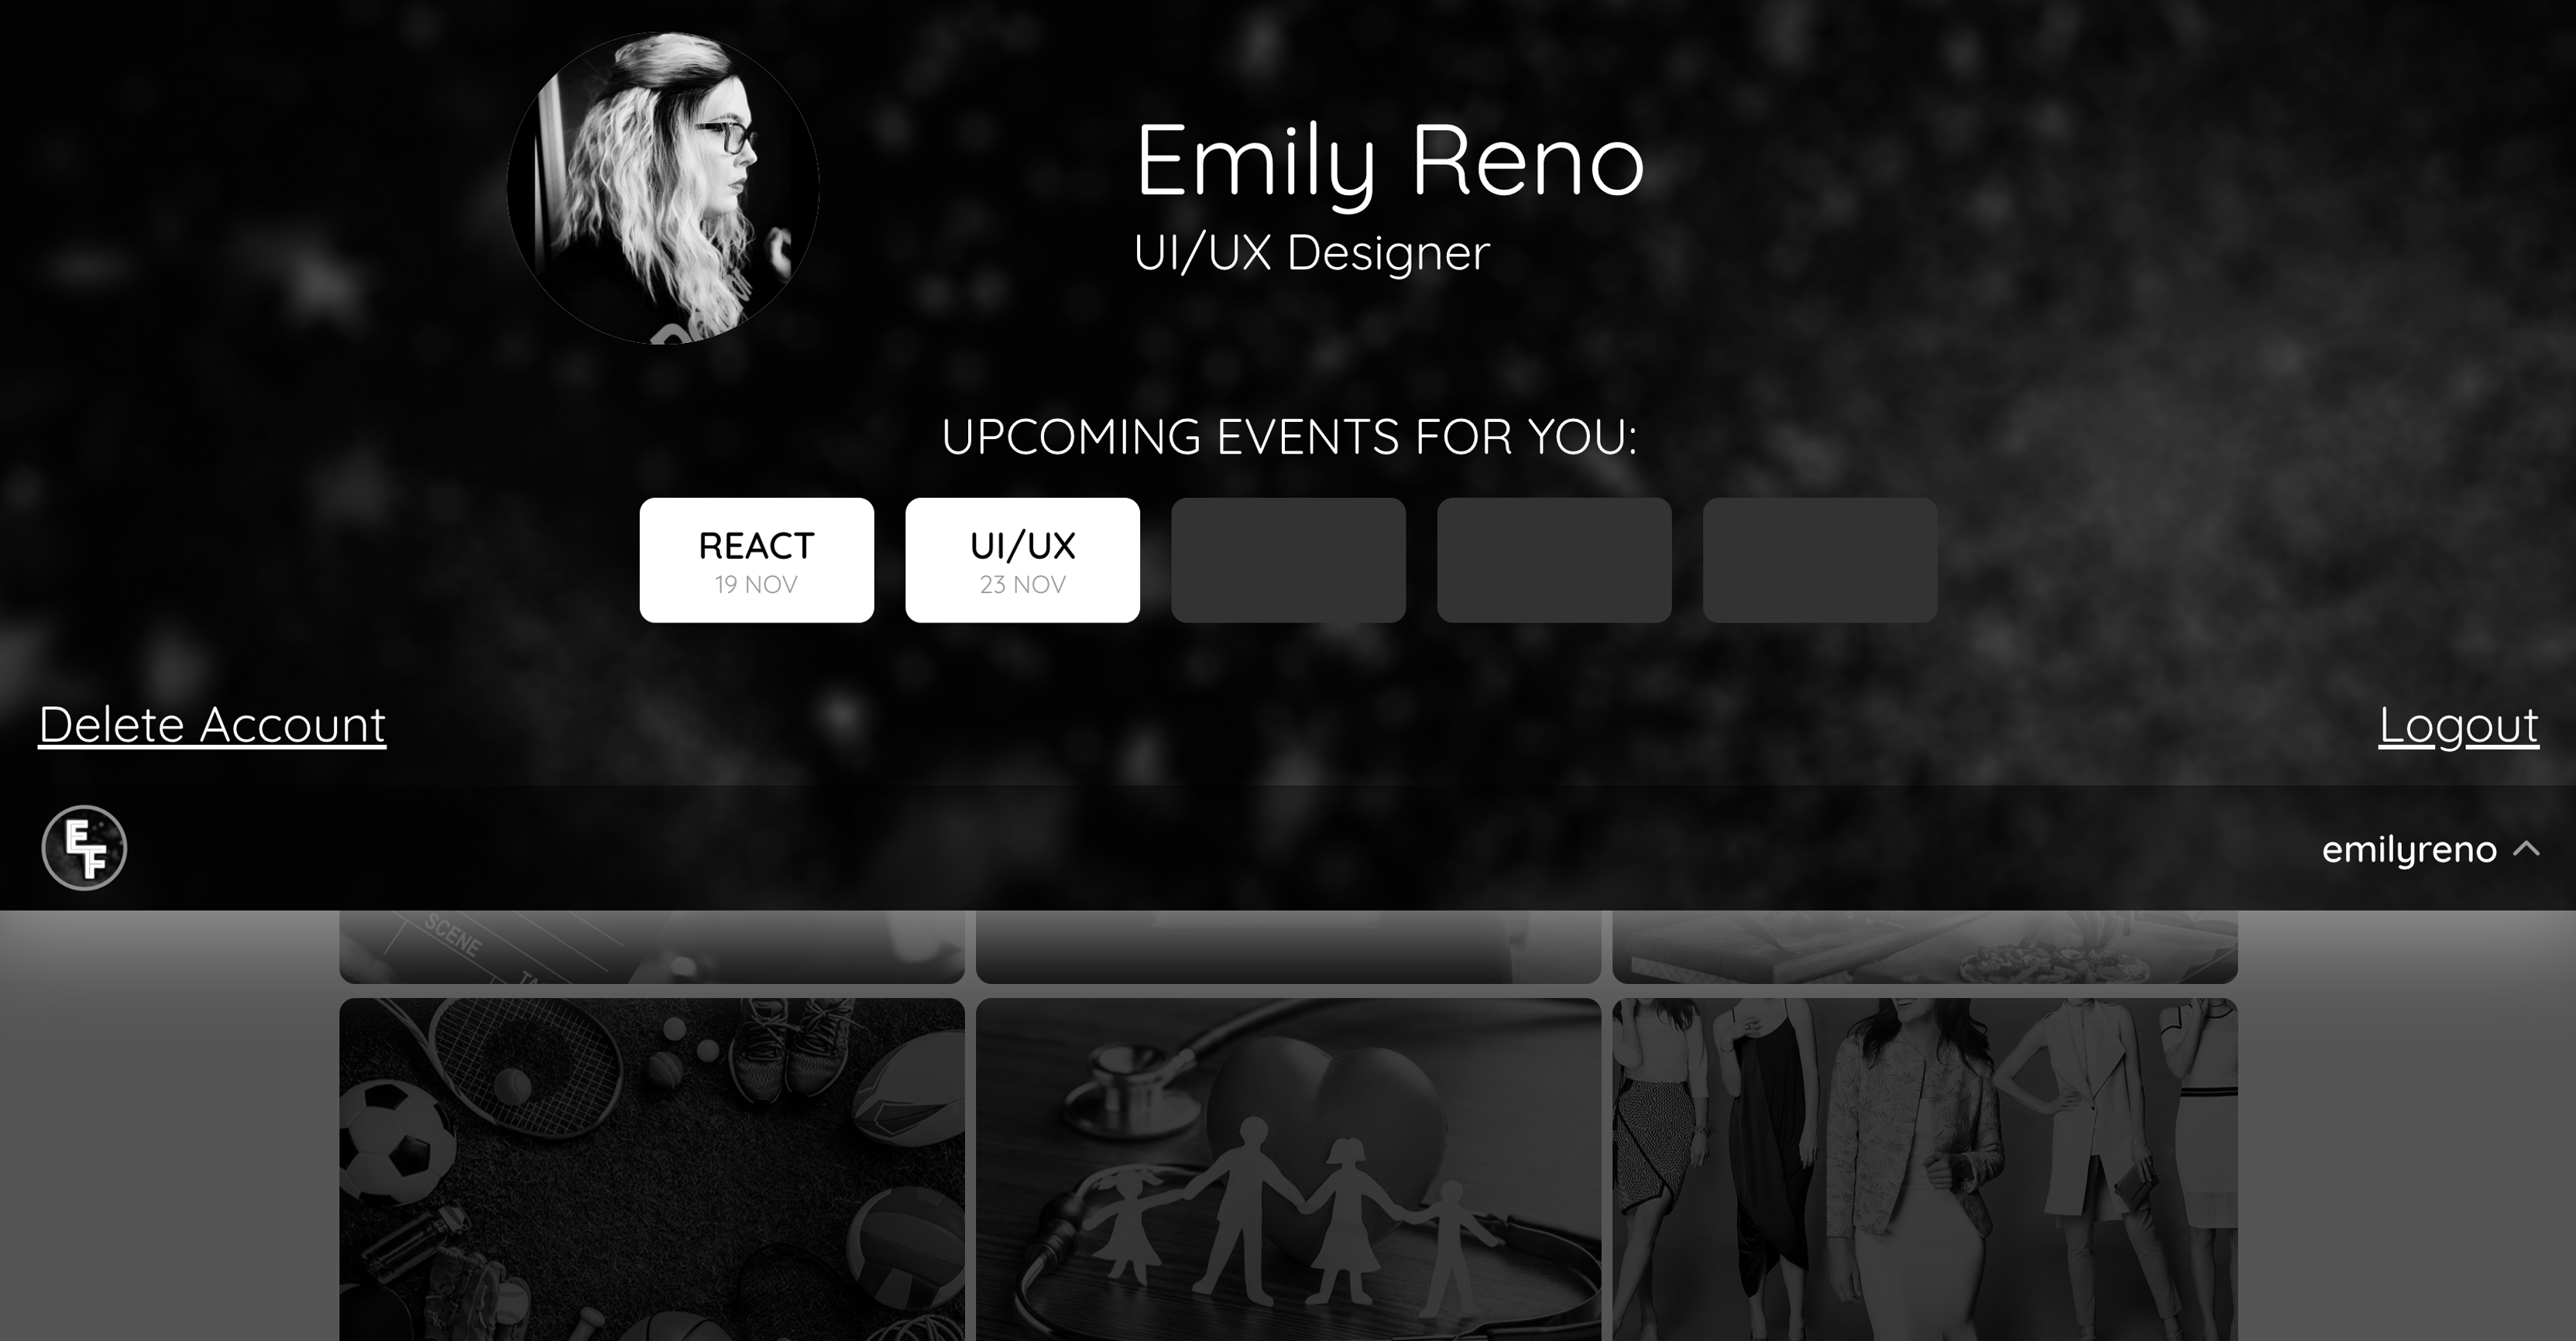 Emily Reno
UI/UX Designer
UPCOMING EVENTS FOR YOU:
REACT
19 NOV
UI/UX
23 NOV
Delete Account
Logout
ETF
emilyreno
SCENE